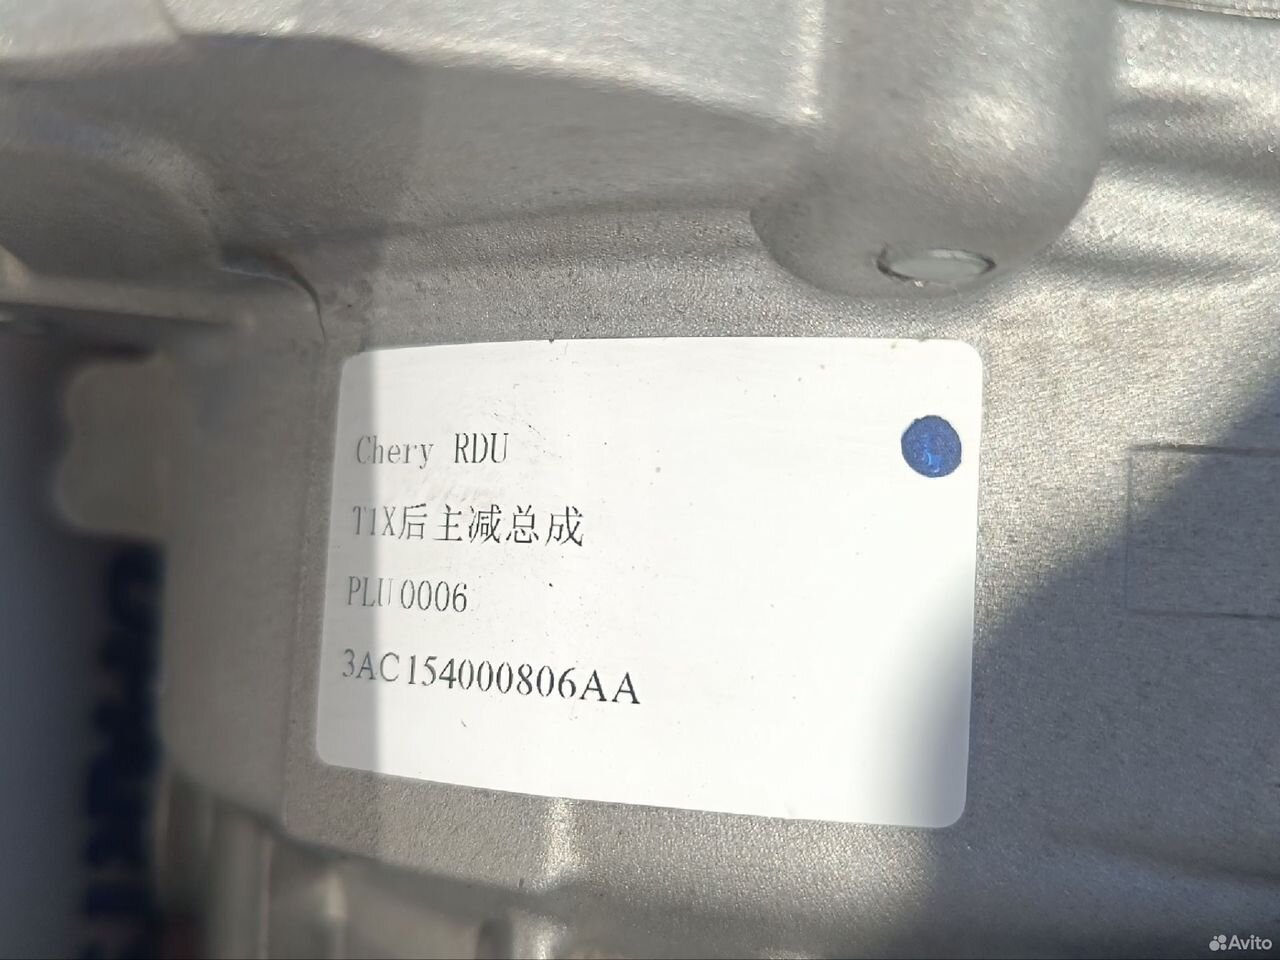 Chery RDU
T1X后主减总成
PLU0006
3AC154000806AA
Avito